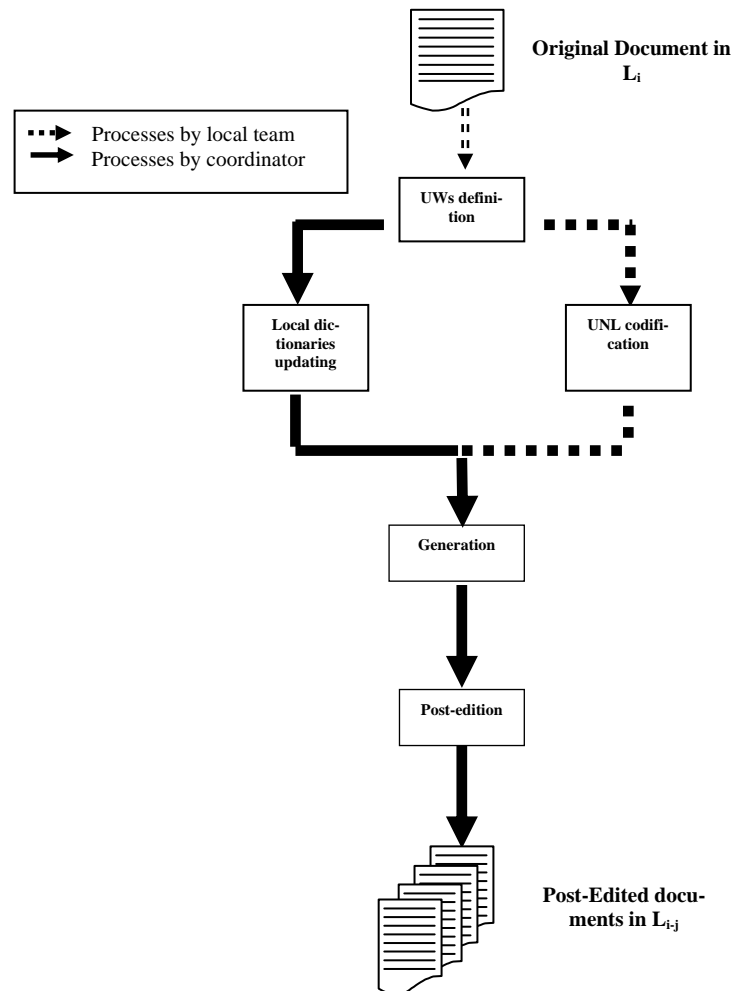 Original Document in
Li
Processes by local team
Processes by coordinator
UWs defini-
tion
Local dic-
tionaries
updating
UNL codifi-
cation
Generation
Post-edition
Post-Edited docu-
ments in Li-j